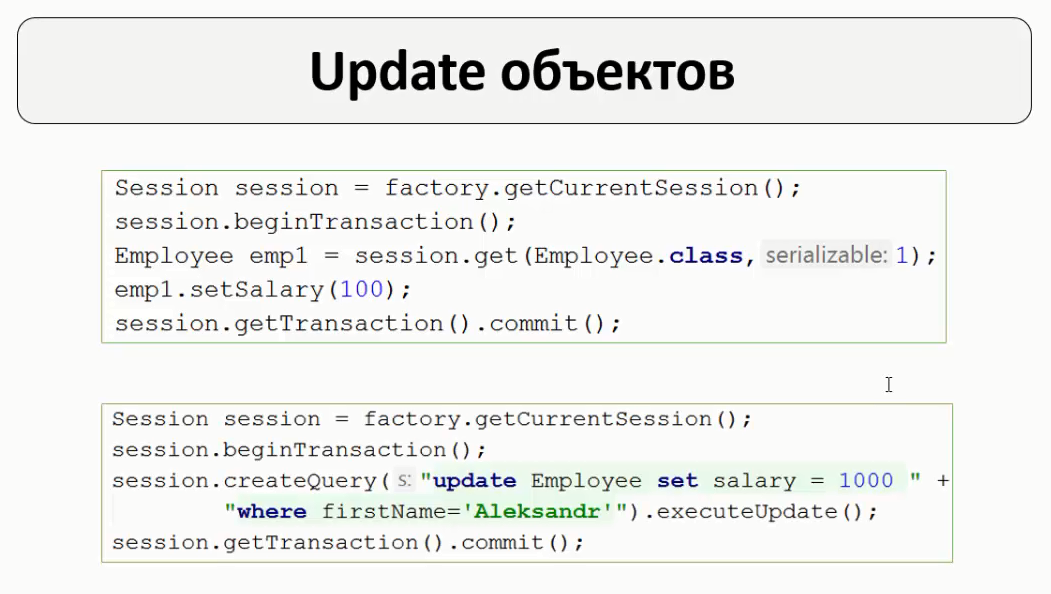 Update объектов
Session session = factory.getCurrentSession();
session.beginTransaction();
Employee emp1 = session.get(Employee.class, serializable: 1);
emp1.setSalary(100);
session.getTransaction().commit();
Session session = factory.getCurrentSession();
session.beginTransaction();
session.createQuery( s: "update Employee set salary = 1000 " +
"where firstName='Aleksandr'").executeUpdate();
session.getTransaction().commit();